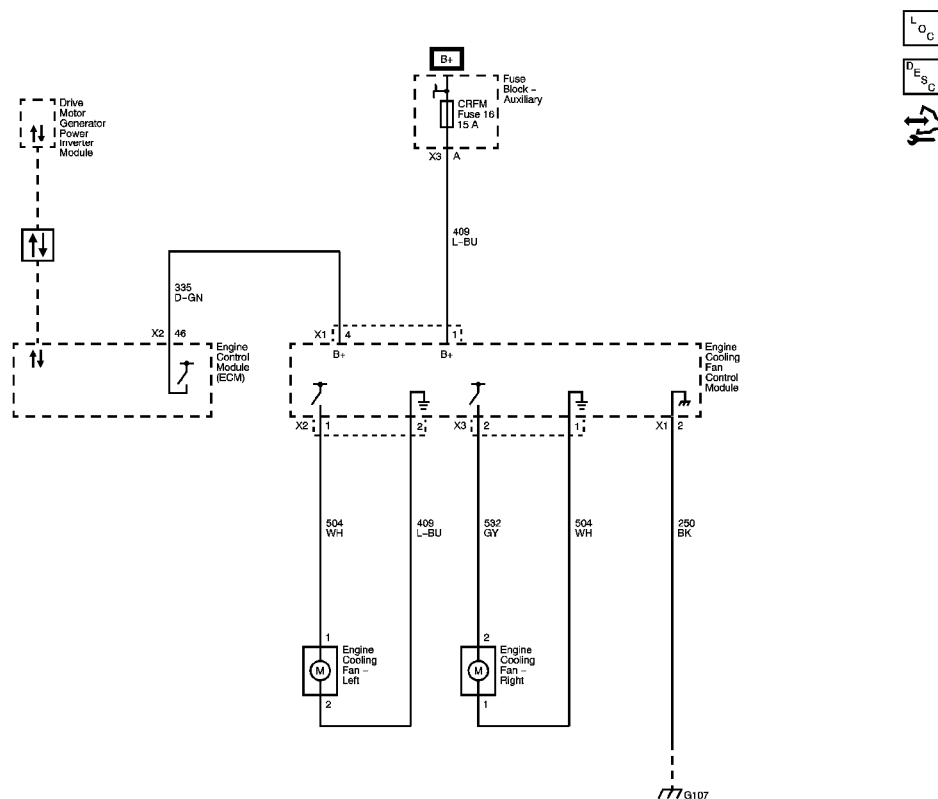 L
O
C
B+
D
E
S
C
Fuse
Block –
Auxiliary
Drive
Motor
Generator
Power
Inverter
Module
CRFM
Fuse 16
15 A
X3 A
409
L–BU
335
D–GN
X2 46
X1 4 1
Engine
Control
Module
(ECM)
B+ B+
Engine
Cooling
Fan
Control
Module
X2 1 2 X3 2 1 X1 2
504
WH
409
L–BU
532
GY
504
WH
250
BK
1
M
Engine
Cooling
Fan –
Left
2
2
M
Engine
Cooling
Fan –
Right
1
G107